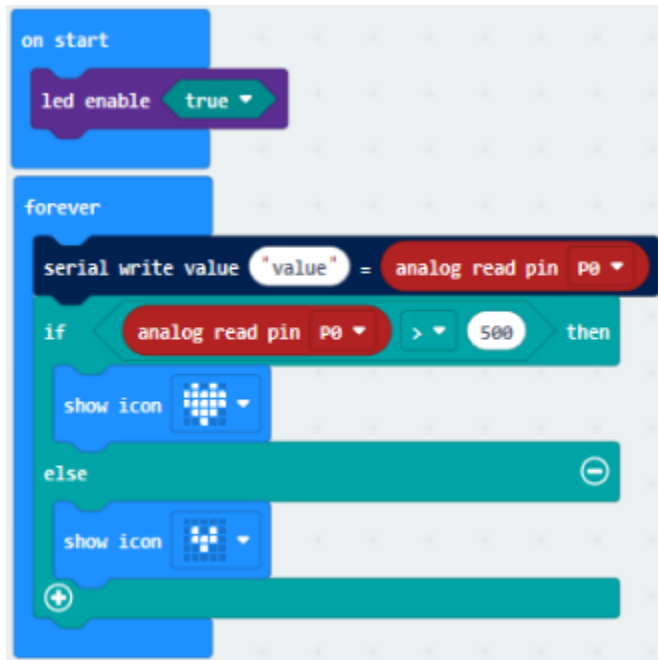 on start
led enable true
forever
serial write value "value" = analog read pin P0
if analog read pin P0 > 500 then
show icon
else
show icon